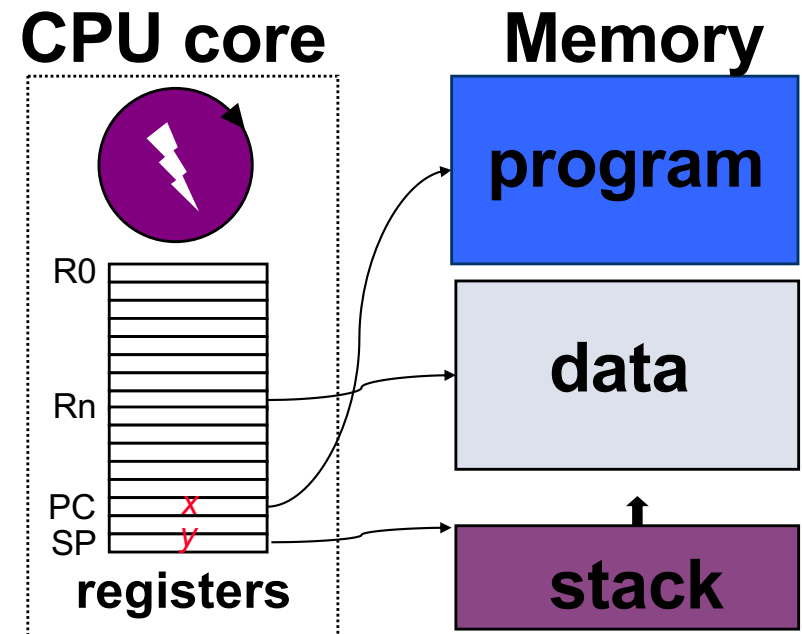 CPU core
Memory
program
R0
data
Rn
PC x
SP y
registers
stack